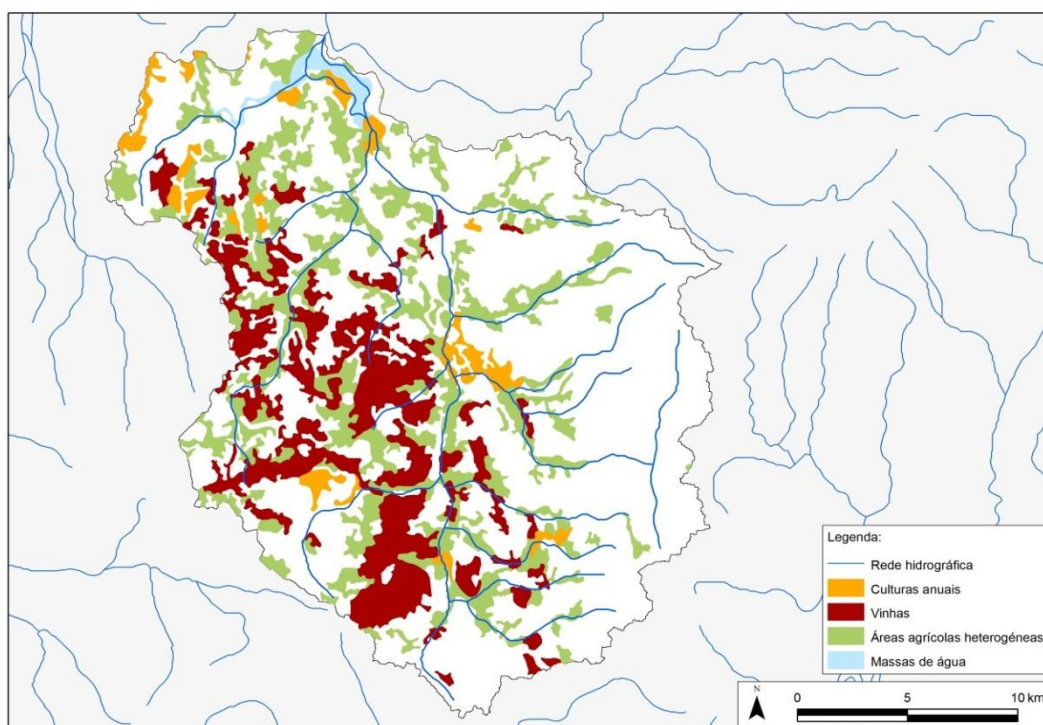 Legenda:
Rede hidrográfica
Culturas anuais
Vinhas
Áreas agrícolas heterogéneas
Massas de água
N
0 5 10 km